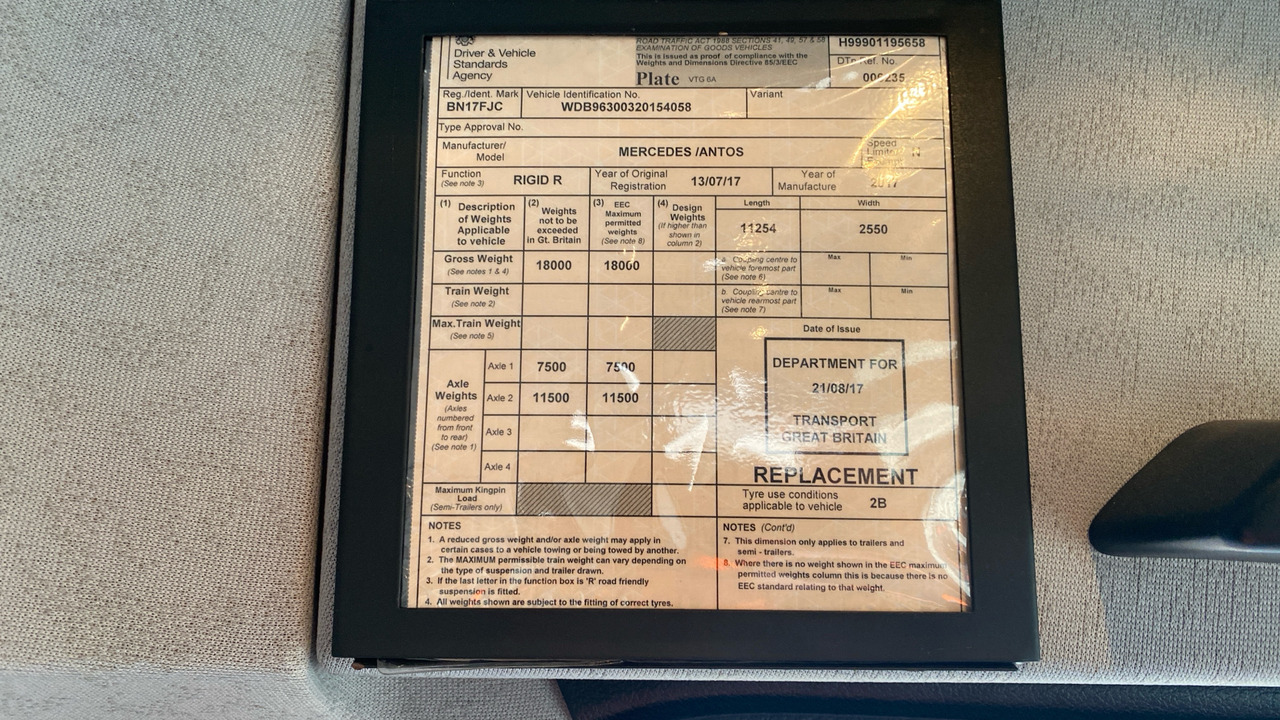 Driver & Vehicle
Standards
Agency
ROAD TRAFFIC ACT 1988 SECTIONS 41, 49, 57 & 58
EXAMINATION OF GOODS VEHICLES
This is issued as proof of compliance with the
Weights and Dimensions Directive 85/3/EEC
Plate VTG 6A
H99901195658
DTp Ref. No.
Reg./Ident. Mark
BN17FJC
Vehicle Identification No.
WDB96300320154058
Variant
Type Approval No.
Manufacturer/
Model
MERCEDES /ANTOS
Speed
Limiter
Exempt
N
Function
(See note 3)
RIGID R
Year of Original
Registration
13/07/17
Year of
Manufacture
2017
(1) Description
of Weights
Applicable
to vehicle
(2) Weights
not to be
exceeded
in Gt. Britain
(3) EEC
Maximum
permitted
weights
(See note 8)
(4) Design
Weights
(If higher than
shown in
column 2)
Length
11254
Width
2550
Gross Weight
(See notes 1 & 4)
18000
18000
a. Coupling centre to
vehicle foremost part
(See note 6)
Max
Min
Train Weight
(See note 2)
b. Coupling centre to
vehicle rearmost part
(See note 7)
Max
Min
Max.Train Weight
(See note 5)
Axle
Weights
(Axles
numbered
from front
to rear)
(See note 1)
Axle 1
7500
7500
Axle 2
11500
11500
Axle 3
Axle 4
Date of Issue
DEPARTMENT FOR
21/08/17
TRANSPORT
GREAT BRITAIN
REPLACEMENT
Maximum Kingpin
Load
(Semi-Trailers only)
Tyre use conditions
applicable to vehicle
2B
NOTES
1. A reduced gross weight and/or axle weight may apply in
certain cases to a vehicle towing or being towed by another.
2. The MAXIMUM permissible train weight can vary depending on
the type of suspension and trailer drawn.
3. If the last letter in the function box is 'R' road friendly
suspension is fitted.
4. All weights shown are subject to the fitting of correct tyres.
NOTES (Cont'd)
7. This dimension only applies to trailers and
semi - trailers.
8. Where there is no weight shown in the EEC maximum
permitted weights column this is because there is no
EEC standard relating to that weight.